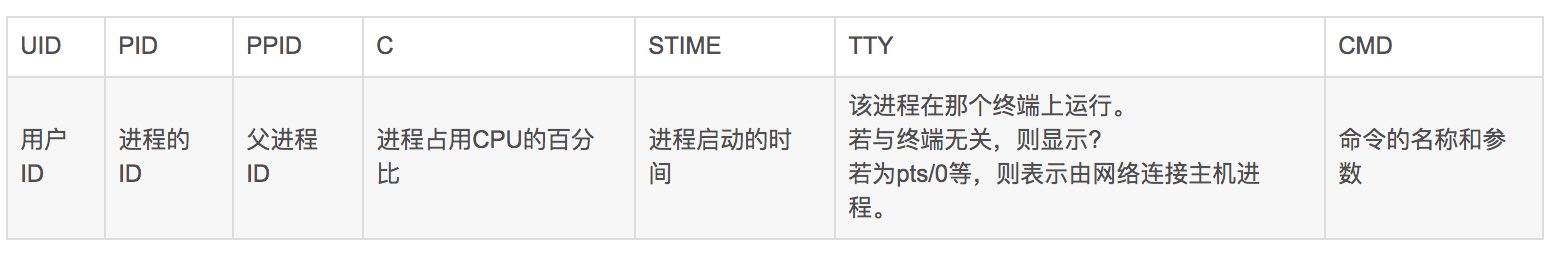 UID PID PPID C STIME TTY CMD
用户ID
进程的ID
父进程ID
进程占用CPU的百分比
进程启动的时间
该进程在那个终端上运行。
若与终端无关，则显示?
若为pts/0等，则表示由网络连接主机进程。
命令的名称和参数